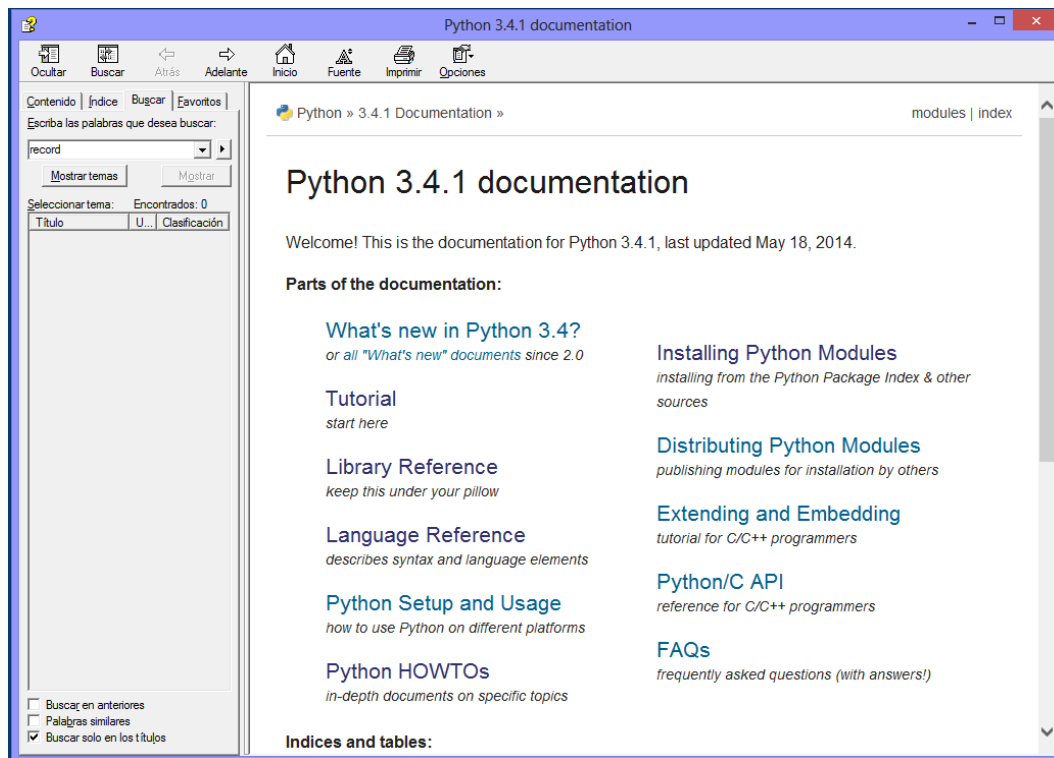 Python 3.4.1 documentation
Ocultar Buscar Atrás Adelante Inicio Fuente Imprimir Opciones
Contenido Índice Buscar Favoritos
Escriba las palabras que desea buscar:
record
Mostrar temas Mostrar
Seleccionar tema: Encontrados: 0
Título U... Clasificación
Buscar en anteriores
Palabras similares
Buscar solo en los títulos
Python » 3.4.1 Documentation » modules | index
Python 3.4.1 documentation
Welcome! This is the documentation for Python 3.4.1, last updated May 18, 2014.
Parts of the documentation:
What's new in Python 3.4?
or all "What's new" documents since 2.0
Tutorial
start here
Library Reference
keep this under your pillow
Language Reference
describes syntax and language elements
Python Setup and Usage
how to use Python on different platforms
Python HOWTOs
in-depth documents on specific topics
Installing Python Modules
installing from the Python Package Index & other
sources
Distributing Python Modules
publishing modules for installation by others
Extending and Embedding
tutorial for C/C++ programmers
Python/C API
reference for C/C++ programmers
FAQs
frequently asked questions (with answers!)
Indices and tables: